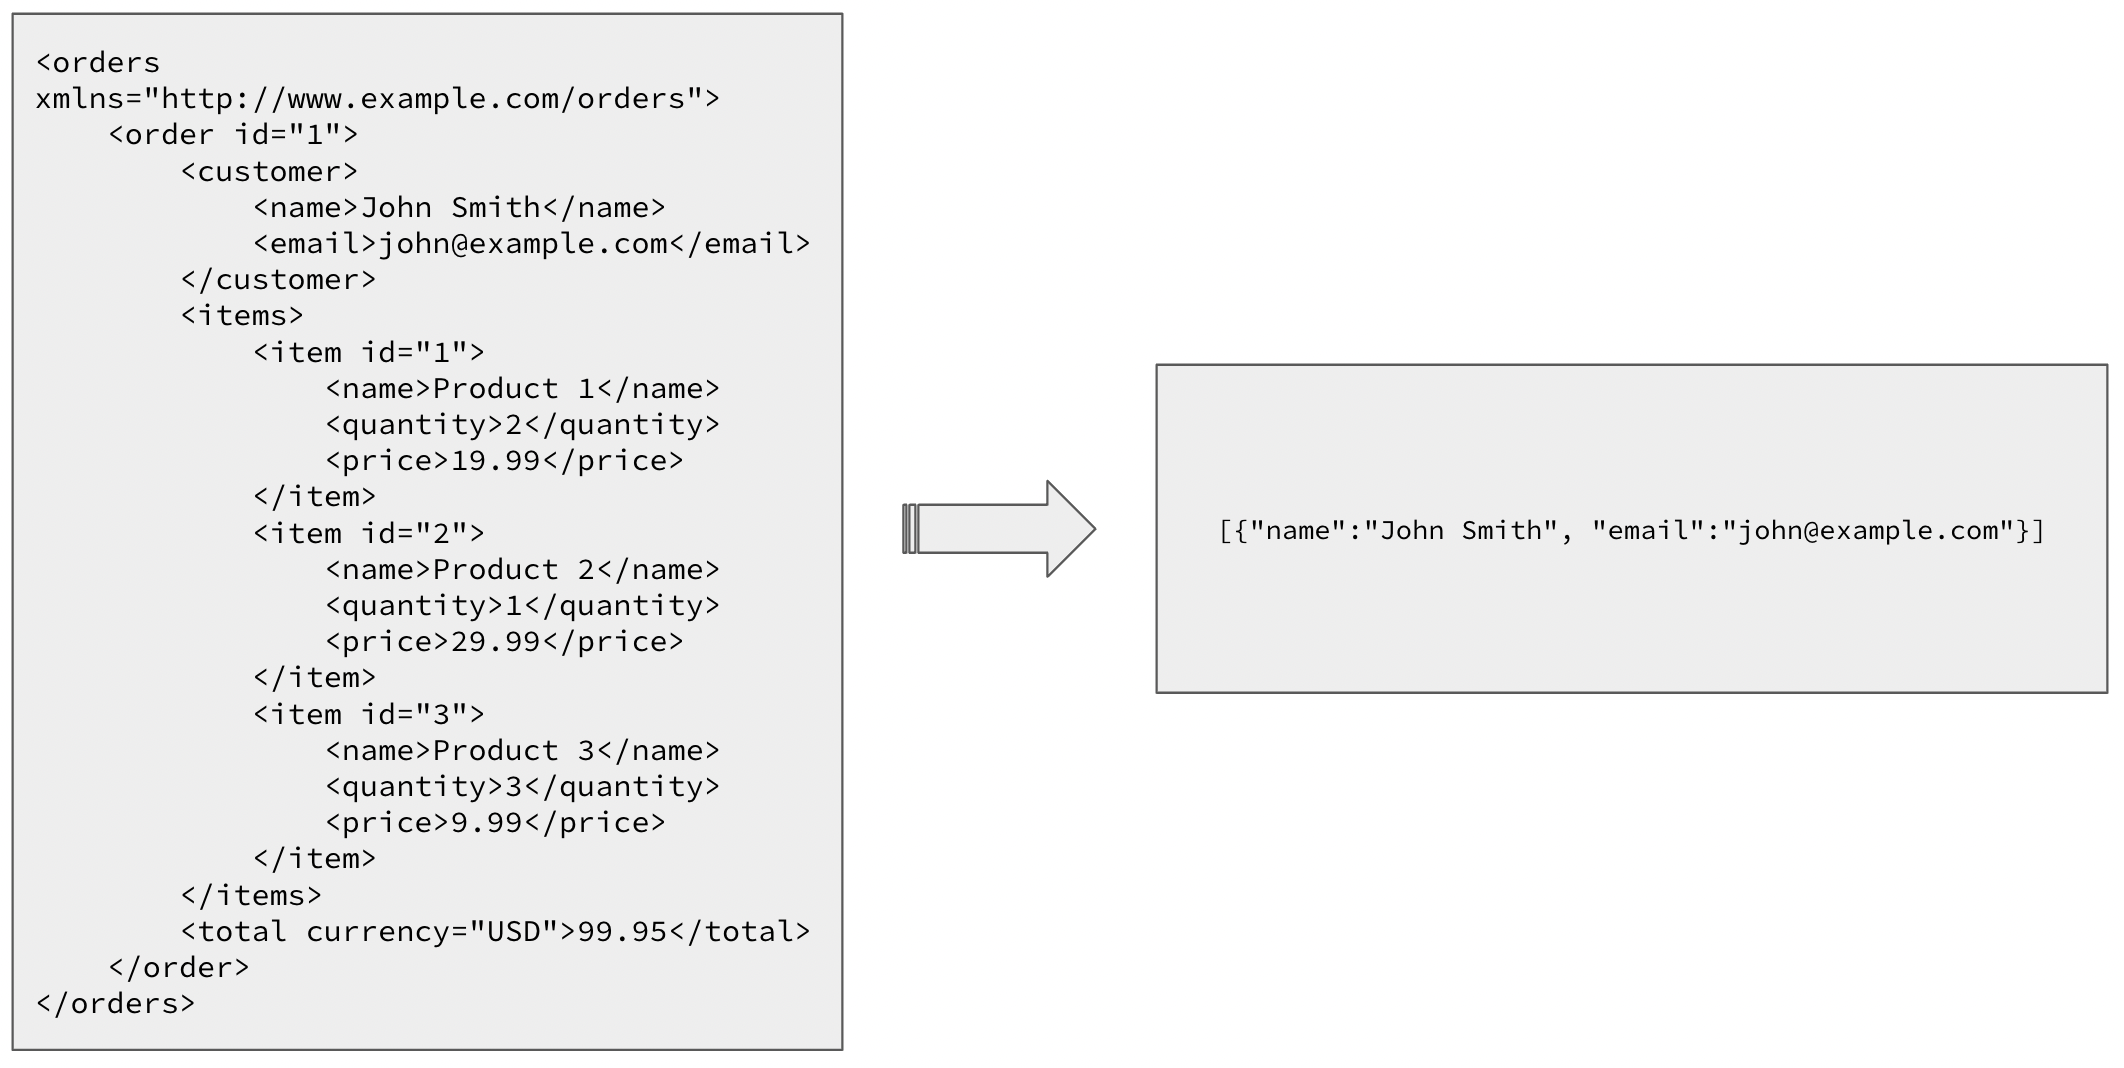 <orders
xmlns="http://www.example.com/orders">
    <order id="1">
        <customer>
            <name>John Smith</name>
            <email>john@example.com</email>
        </customer>
        <items>
            <item id="1">
                <name>Product 1</name>
                <quantity>2</quantity>
                <price>19.99</price>
            </item>
            <item id="2">
                <name>Product 2</name>
                <quantity>1</quantity>
                <price>29.99</price>
            </item>
            <item id="3">
                <name>Product 3</name>
                <quantity>3</quantity>
                <price>9.99</price>
            </item>
        </items>
        <total currency="USD">99.95</total>
    </order>
</orders>
[{"name":"John Smith", "email":"john@example.com"}]